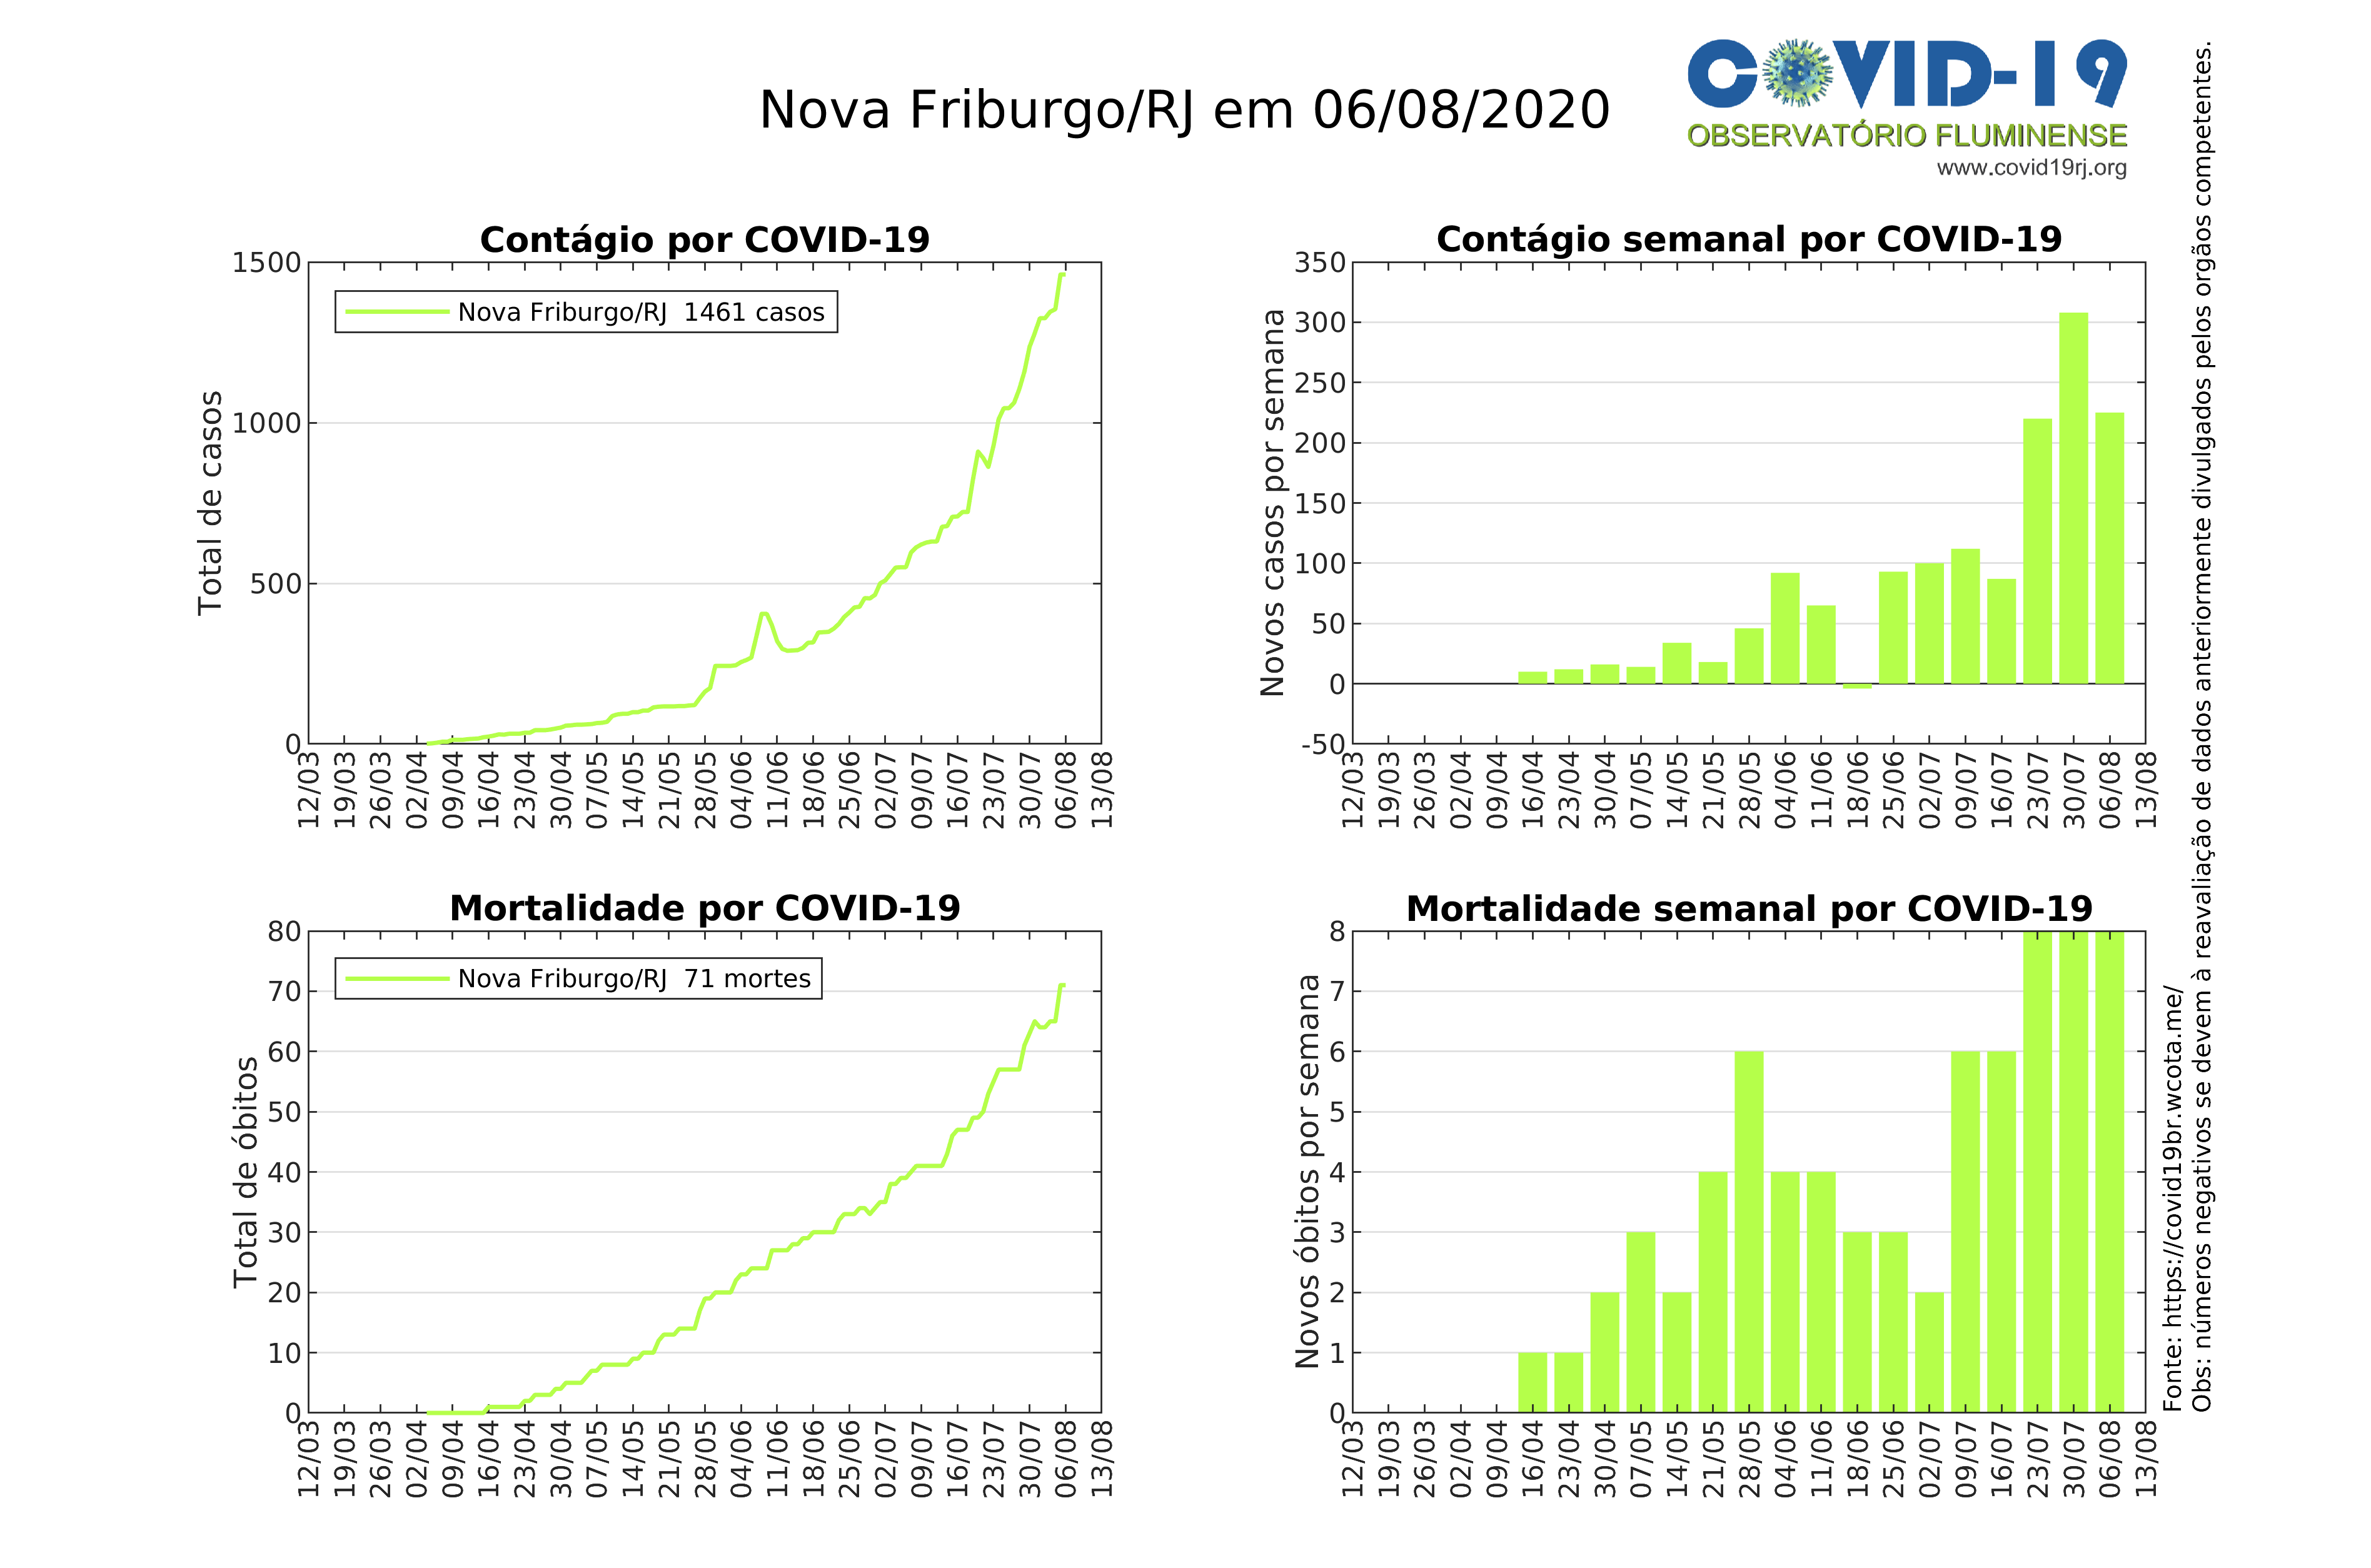 Nova Friburgo/RJ em 06/08/2020
COVID-19
OBSERVATÓRIO FLUMINENSE
www.covid19rj.org
Contágio por COVID-19
Total de casos
1500
1000
500
0
Nova Friburgo/RJ 1461 casos
12/03 19/03 26/03 02/04 09/04 16/04 23/04 30/04 07/05 14/05 21/05 28/05 04/06 11/06 18/06 25/06 02/07 09/07 16/07 23/07 30/07 06/08 13/08
Contágio semanal por COVID-19
Novos casos por semana
350
300
250
200
150
100
50
0
-50
12/03 19/03 26/03 02/04 09/04 16/04 23/04 30/04 07/05 14/05 21/05 28/05 04/06 11/06 18/06 25/06 02/07 09/07 16/07 23/07 30/07 06/08 13/08
Mortalidade por COVID-19
Total de óbitos
80
70
60
50
40
30
20
10
0
Nova Friburgo/RJ 71 mortes
12/03 19/03 26/03 02/04 09/04 16/04 23/04 30/04 07/05 14/05 21/05 28/05 04/06 11/06 18/06 25/06 02/07 09/07 16/07 23/07 30/07 06/08 13/08
Mortalidade semanal por COVID-19
Novos óbitos por semana
8
7
6
5
4
3
2
1
0
12/03 19/03 26/03 02/04 09/04 16/04 23/04 30/04 07/05 14/05 21/05 28/05 04/06 11/06 18/06 25/06 02/07 09/07 16/07 23/07 30/07 06/08 13/08
Fonte: https://covid19br.wcota.me/
Obs: números negativos se devem à reavaliação de dados anteriormente divulgados pelos orgãos competentes.